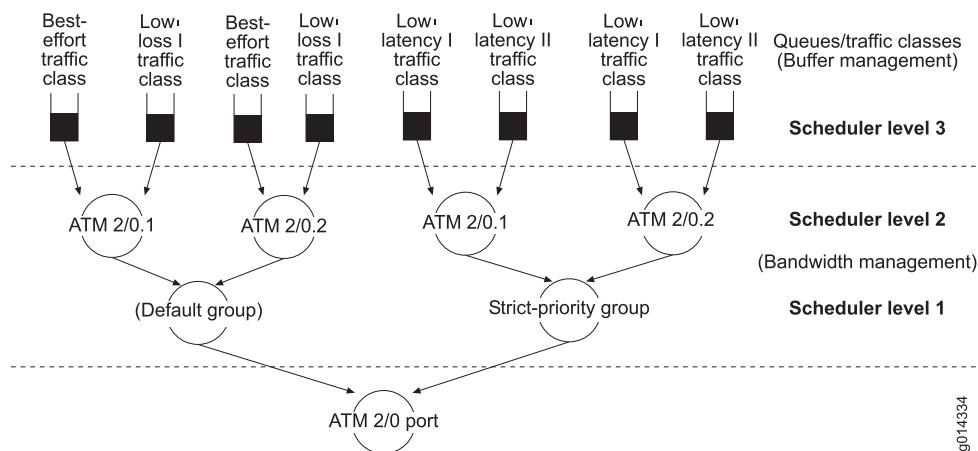 Best-
effort
traffic
class
Low-
loss I
traffic
class
Best-
effort
traffic
class
Low-
loss I
traffic
class
Low-
latency I
traffic
class
Low-
latency II
traffic
class
Low-
latency I
traffic
class
Low-
latency II
traffic
class
Queues/traffic classes
(Buffer management)
Scheduler level 3
ATM 2/0.1
ATM 2/0.2
ATM 2/0.1
ATM 2/0.2
Scheduler level 2
(Bandwidth management)
(Default group)
Strict-priority group
Scheduler level 1
ATM 2/0 port
g014334